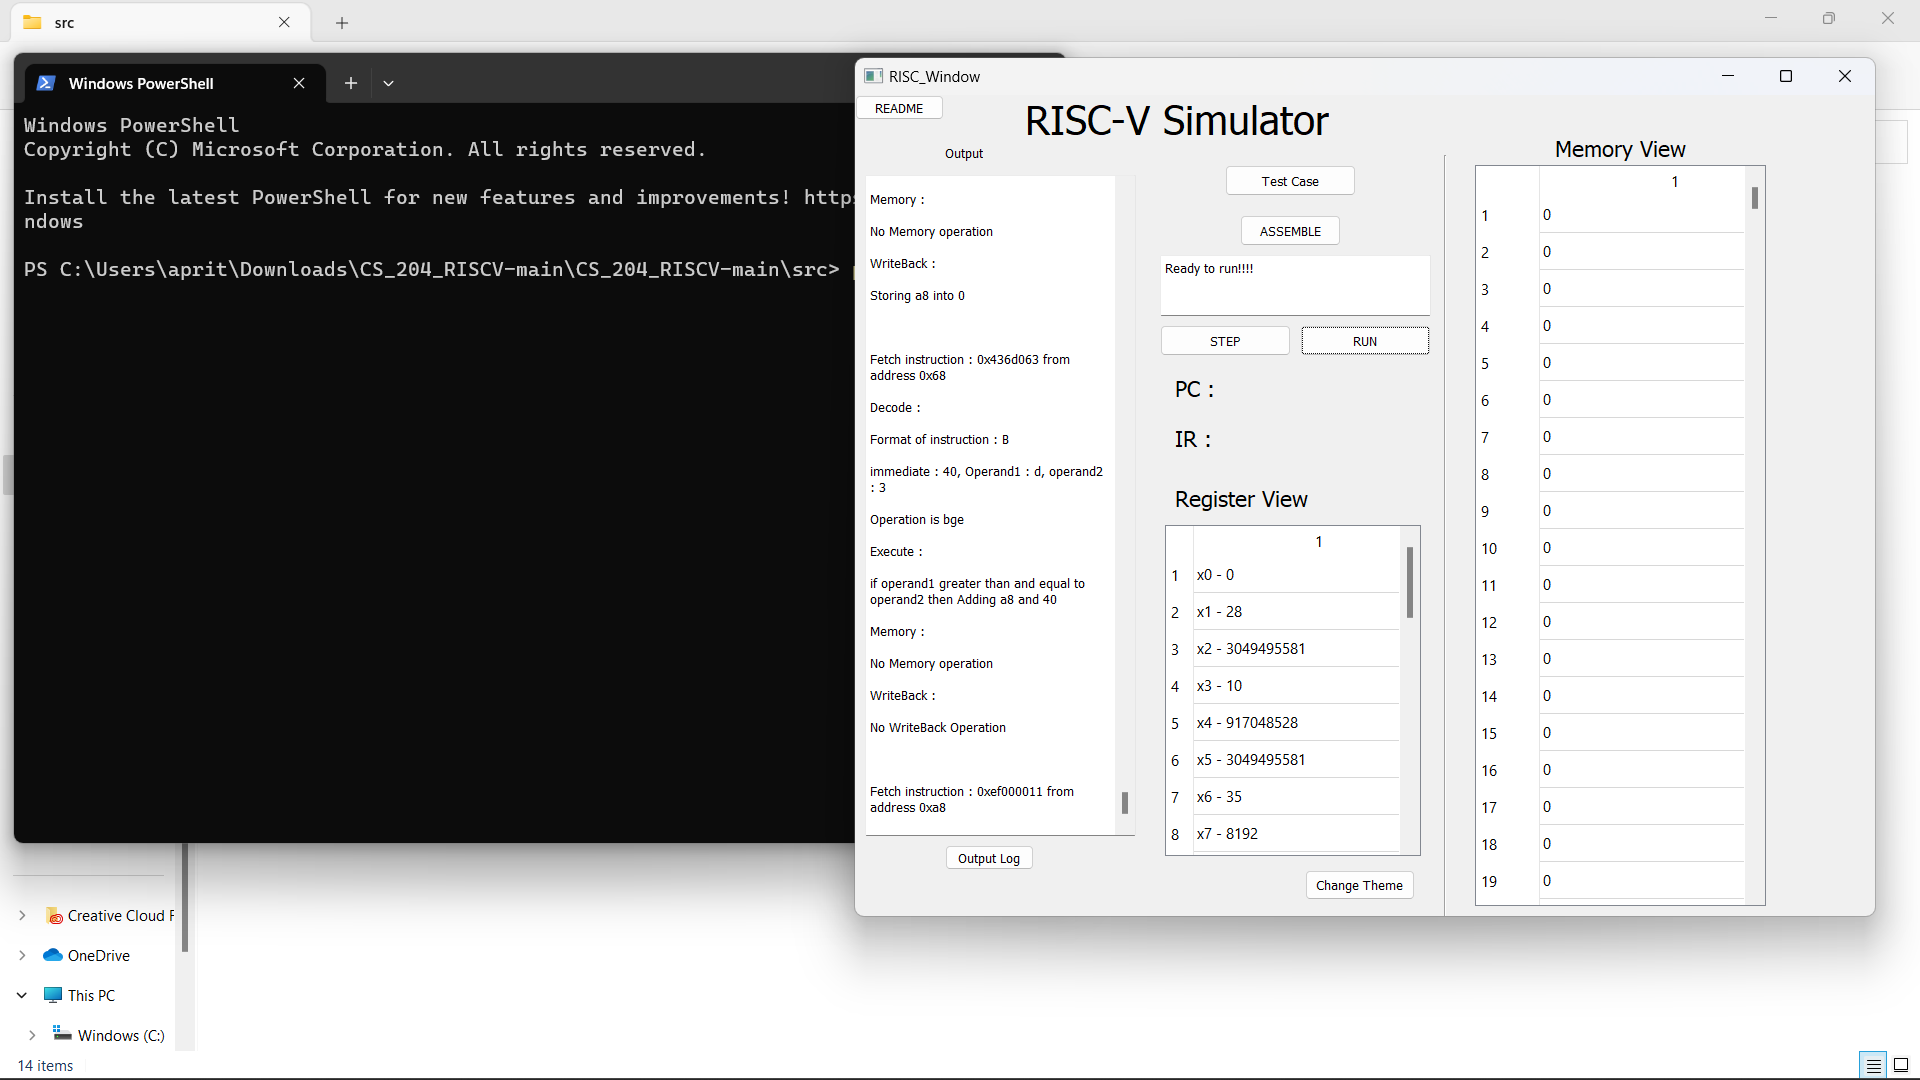 src
Windows PowerShell
Windows PowerShell
Copyright (C) Microsoft Corporation. All rights reserved.
Install the latest PowerShell for new features and improvements! http
ndows
PS C:\Users\aprit\Downloads\CS_204_RISCV-main\CS_204_RISCV-main\src>
Creative Cloud F
OneDrive
This PC
Windows (C:)
14 items
RISC_Window
README
RISC-V Simulator
Output
Memory :
No Memory operation
WriteBack :
Storing a8 into 0
Fetch instruction : 0x436d063 from
address 0x68
Decode :
Format of instruction : B
immediate : 40, Operand1 : d, operand2
: 3
Operation is bge
Execute :
if operand1 greater than and equal to
operand2 then Adding a8 and 40
Memory :
No Memory operation
WriteBack :
No WriteBack Operation
Fetch instruction : 0xef000011 from
address 0xa8
Output Log
Test Case
ASSEMBLE
Ready to run!!!!
STEP
RUN
PC :
IR :
Register View
1
1 x0 - 0
2 x1 - 28
3 x2 - 3049495581
4 x3 - 10
5 x4 - 917048528
6 x5 - 3049495581
7 x6 - 35
8 x7 - 8192
Change Theme
Memory View
1
1 0
2 0
3 0
4 0
5 0
6 0
7 0
8 0
9 0
10 0
11 0
12 0
13 0
14 0
15 0
16 0
17 0
18 0
19 0